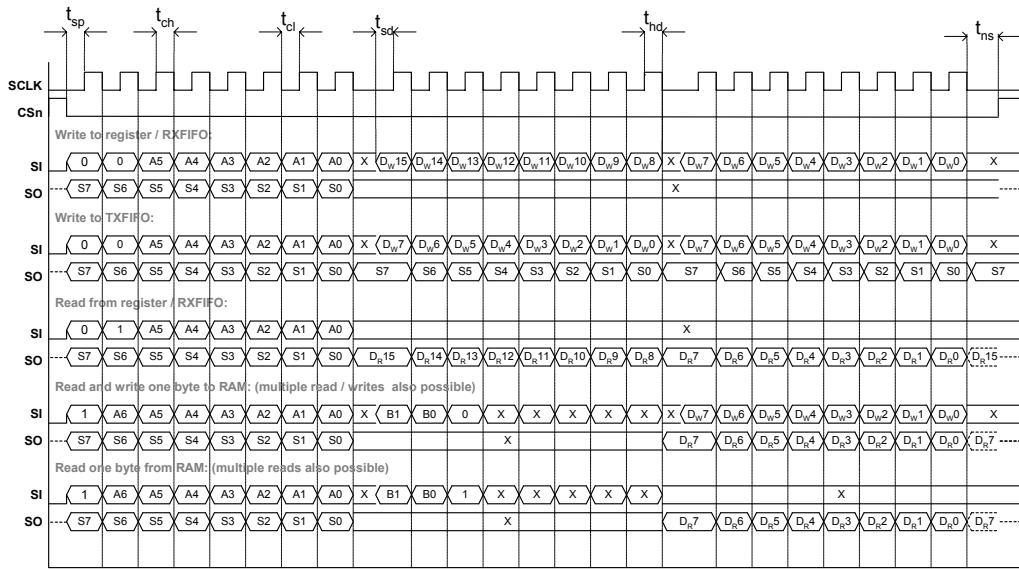 tsp tch tcl tsd thd tns
SCLK
CSn
Write to register / RXFIFO:
SI 0 0 A5 A4 A3 A2 A1 A0 X DW15 DW14 DW13 DW12 DW11 DW10 DW9 DW8 X DW7 DW6 DW5 DW4 DW3 DW2 DW1 DW0 X
SO S7 S6 S5 S4 S3 S2 S1 S0 X
Write to TXFIFO:
SI 0 0 A5 A4 A3 A2 A1 A0 X DW7 DW6 DW5 DW4 DW3 DW2 DW1 DW0 X DW7 DW6 DW5 DW4 DW3 DW2 DW1 DW0 X
SO S7 S6 S5 S4 S3 S2 S1 S0 S7 S6 S5 S4 S3 S2 S1 S0 S7 S6 S5 S4 S3 S2 S1 S0 S7
Read from register / RXFIFO:
SI 0 1 A5 A4 A3 A2 A1 A0 X
SO S7 S6 S5 S4 S3 S2 S1 S0 DR15 DR14 DR13 DR12 DR11 DR10 DR9 DR8 DR7 DR6 DR5 DR4 DR3 DR2 DR1 DR0 DR15
Read and write one byte to RAM: (multiple read / writes also possible)
SI 1 A6 A5 A4 A3 A2 A1 A0 X B1 B0 0 X X X X X X DW7 DW6 DW5 DW4 DW3 DW2 DW1 DW0 X
SO S7 S6 S5 S4 S3 S2 S1 S0 X DR7 DR6 DR5 DR4 DR3 DR2 DR1 DR0 DR7
Read one byte from RAM: (multiple reads also possible)
SI 1 A6 A5 A4 A3 A2 A1 A0 X B1 B0 1 X X X X X X
SO S7 S6 S5 S4 S3 S2 S1 S0 X DR7 DR6 DR5 DR4 DR3 DR2 DR1 DR0 DR7